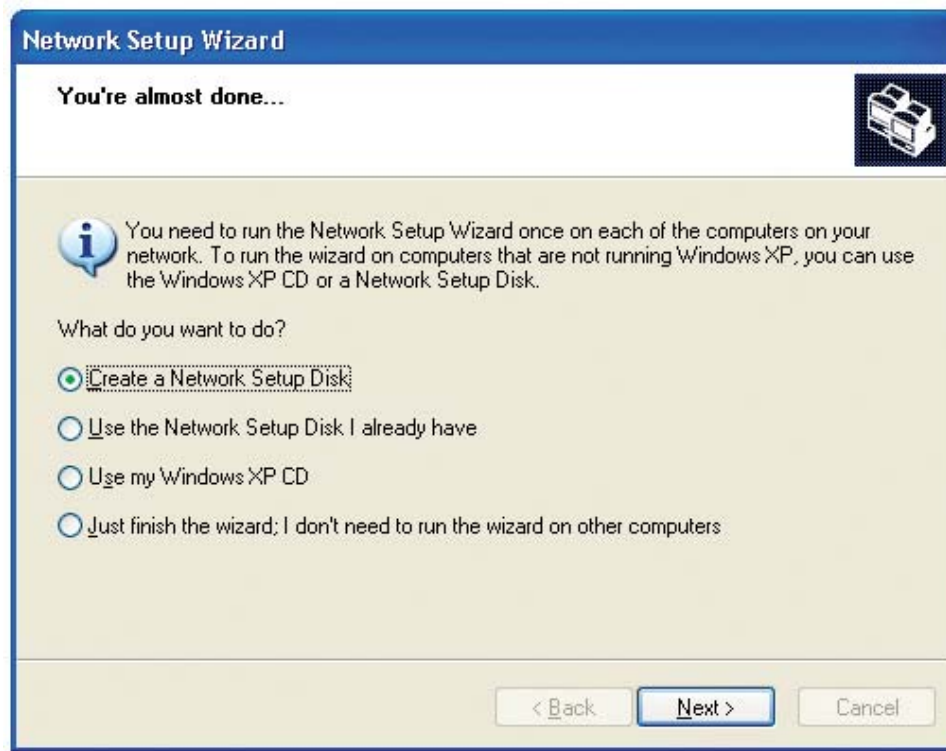 Network Setup Wizard
You're almost done...
You need to run the Network Setup Wizard once on each of the computers on your
network. To run the wizard on computers that are not running Windows XP, you can use
the Windows XP CD or a Network Setup Disk.
What do you want to do?
Create a Network Setup Disk
Use the Network Setup Disk I already have
Use my Windows XP CD
Just finish the wizard; I don't need to run the wizard on other computers
< Back
Next >
Cancel